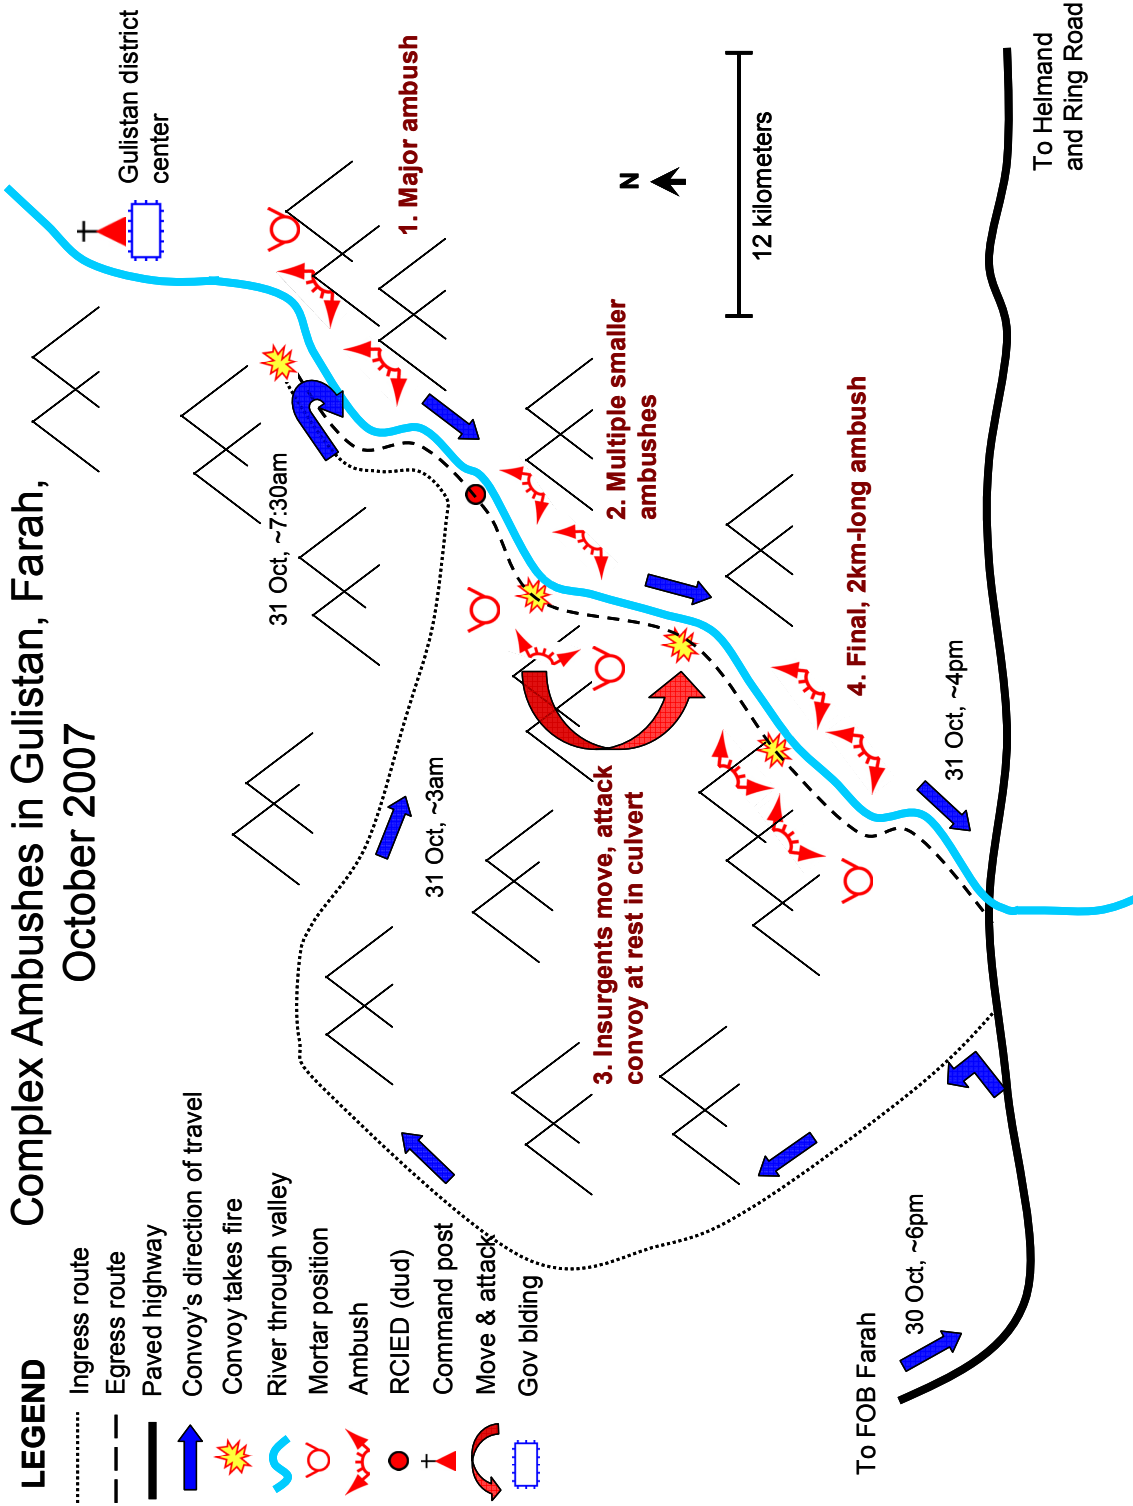 Complex Ambushes in Gulistan, Farah,
October 2007
LEGEND
Ingress route
Egress route
Paved highway
Convoy's direction of travel
Convoy takes fire
River through valley
Mortar position
Ambush
RCIED (dud)
Command post
Move & attack
Gov blding
Gulistan district
center
1. Major ambush
31 Oct, ~7:30am
2. Multiple smaller
ambushes
N
12 kilometers
31 Oct, ~3am
3. Insurgents move, attack
convoy at rest in culvert
4. Final, 2km-long ambush
31 Oct, ~4pm
To FOB Farah
30 Oct, ~6pm
To Helmand
and Ring Road